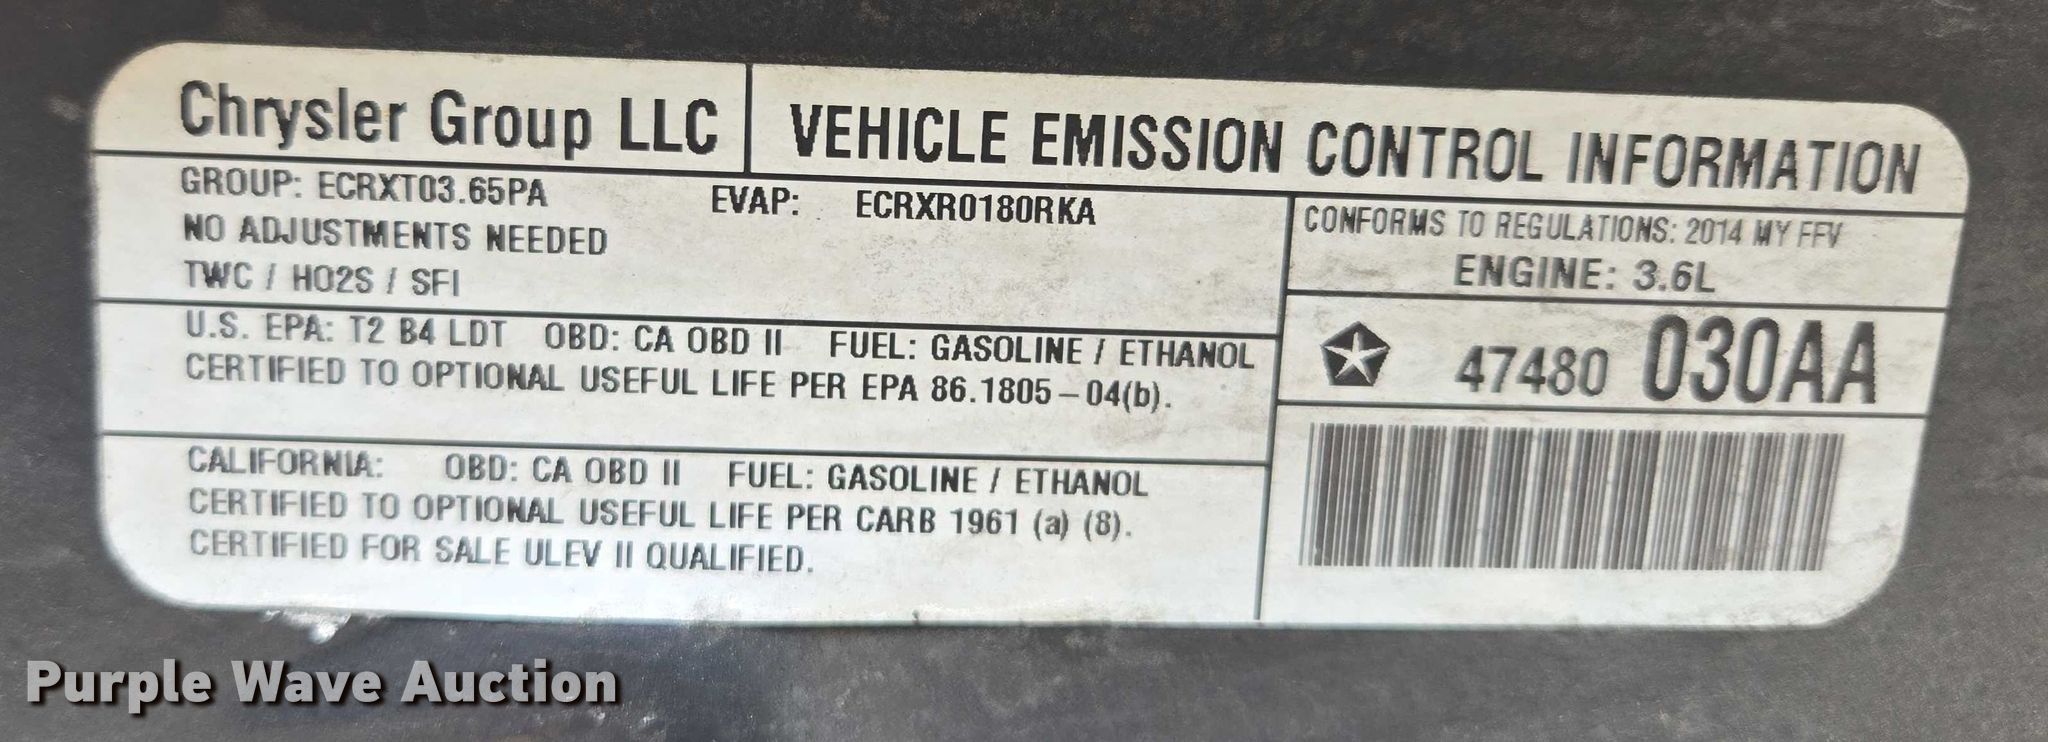 Chrysler Group LLC
VEHICLE EMISSION CONTROL INFORMATION
GROUP: ECRXT03.65PA EVAP: ECRXR0180RKA
NO ADJUSTMENTS NEEDED
TWC / HO2S / SFI
CONFORMS TO REGULATIONS: 2014 MY FFV
ENGINE: 3.6L
U.S. EPA: T2 B4 LDT OBD: CA OBD II FUEL: GASOLINE / ETHANOL
CERTIFIED TO OPTIONAL USEFUL LIFE PER EPA 86.1805-04(b).
47480 030AA
CALIFORNIA: OBD: CA OBD II FUEL: GASOLINE / ETHANOL
CERTIFIED TO OPTIONAL USEFUL LIFE PER CARB 1961 (a) (8).
CERTIFIED FOR SALE ULEV II QUALIFIED.
Purple Wave Auction